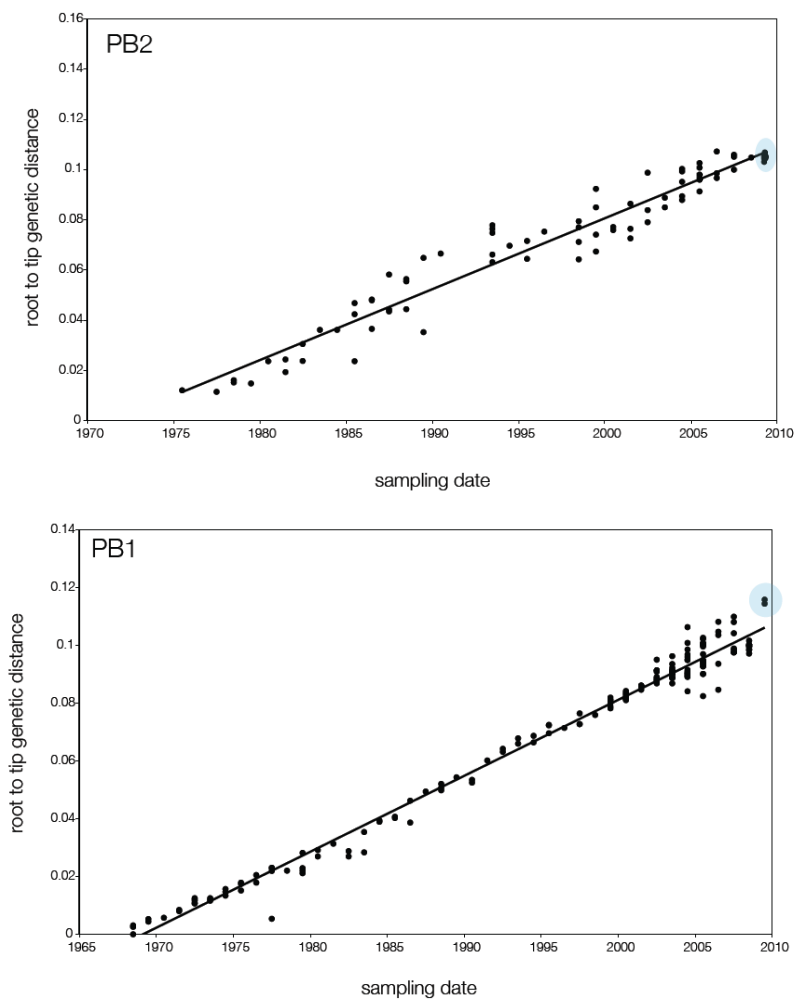 0.16
PB2
0.14
0.12
0.1
0.08
0.06
0.04
0.02
0
root to tip genetic distance
1970 1975 1980 1985 1990 1995 2000 2005 2010
sampling date
0.14
PB1
0.12
0.1
0.08
0.06
0.04
0.02
0
root to tip genetic distance
1965 1970 1975 1980 1985 1990 1995 2000 2005 2010
sampling date